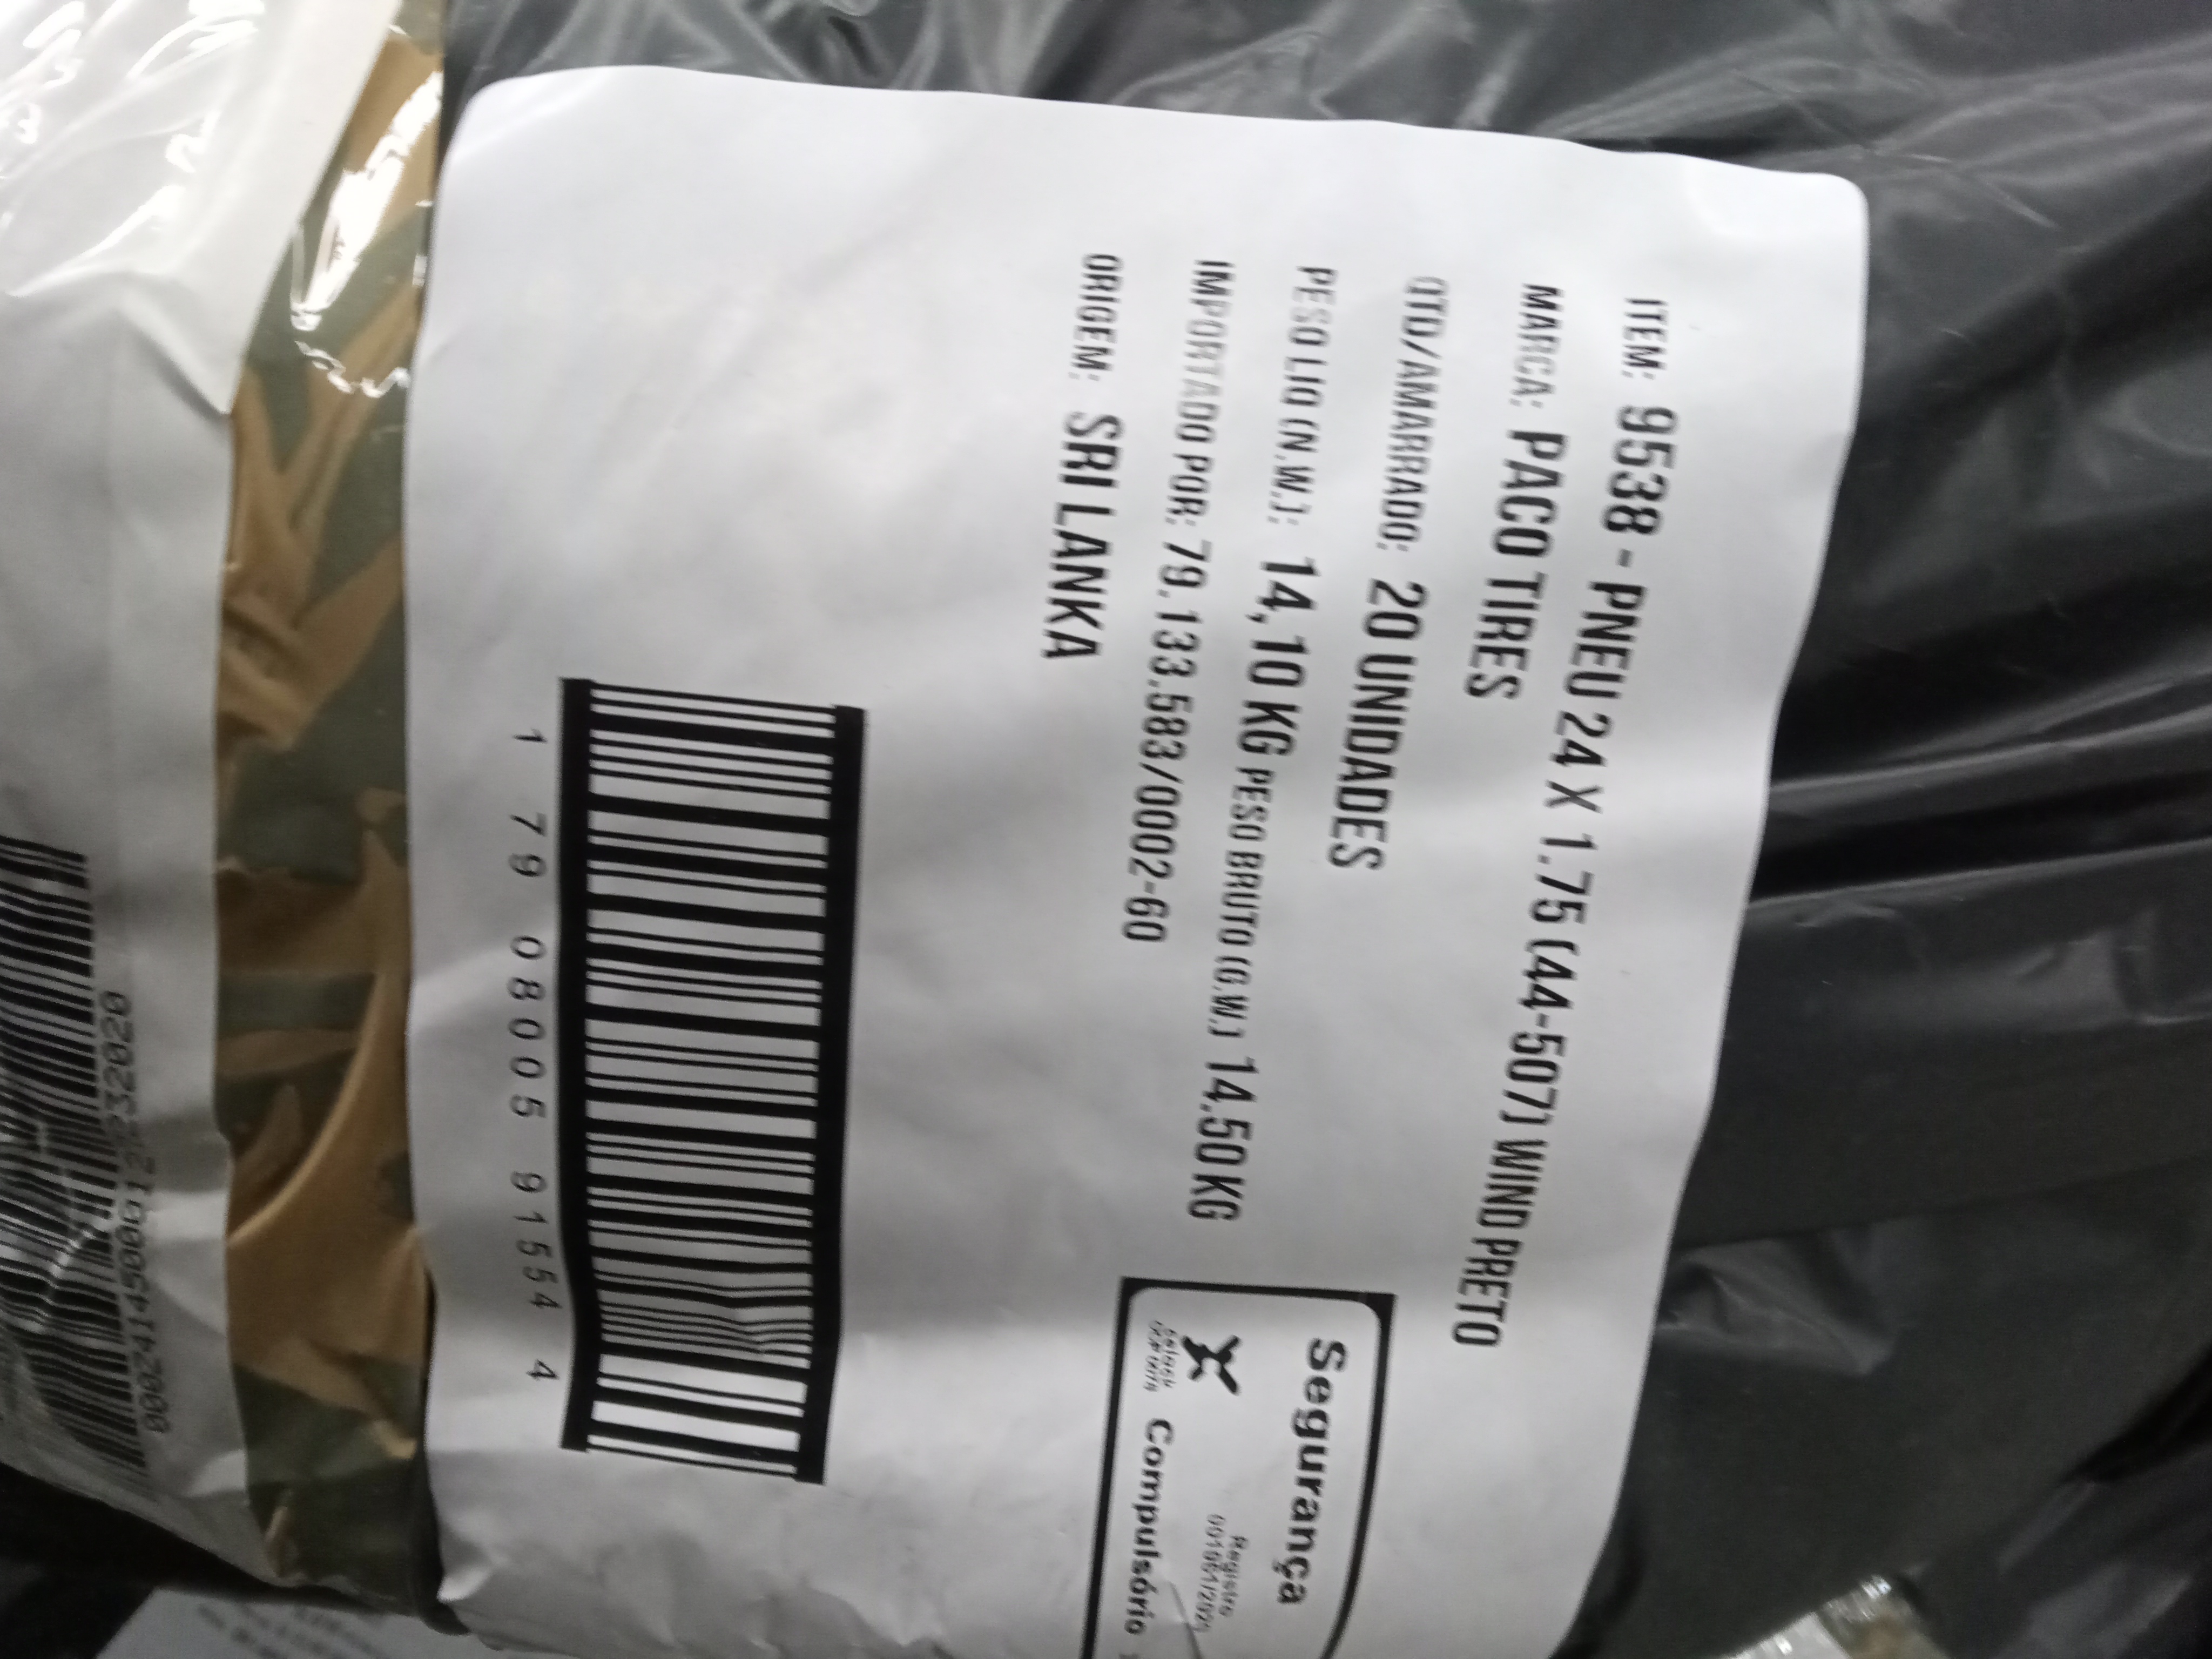 ITEM: 9538 - PNEU 24 X 1.75 (44-507) WIND PRETO
MARCA: PACO TIRES
QTD/AMARRADO: 20 UNIDADES
PESO LIQ (N.W.): 14,10 KG PESO BRUTO (G.W.) 14.50 KG
IMPORTADO POR: 79.133.583/0002-60
ORIGEM: SRI LANKA
Segurança
Registro
Compulsório
1 79 08005 9154 4